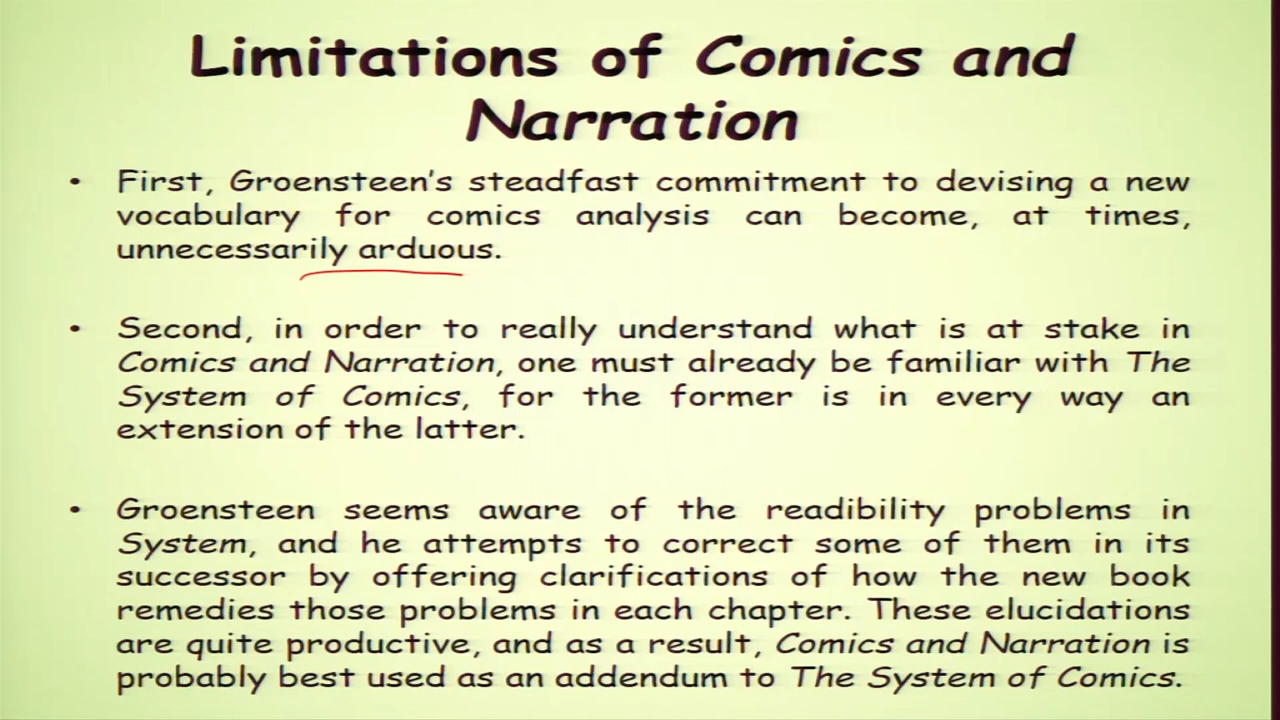 Limitations of Comics and
Narration
• First, Groensteen's steadfast commitment to devising a new
vocabulary for comics analysis can become, at times,
unnecessarily arduous.
• Second, in order to really understand what is at stake in
Comics and Narration, one must already be familiar with The
System of Comics, for the former is in every way an
extension of the latter.
• Groensteen seems aware of the readibility problems in
System, and he attempts to correct some of them in its
successor by offering clarifications of how the new book
remedies those problems in each chapter. These elucidations
are quite productive, and as a result, Comics and Narration is
probably best used as an addendum to The System of Comics.